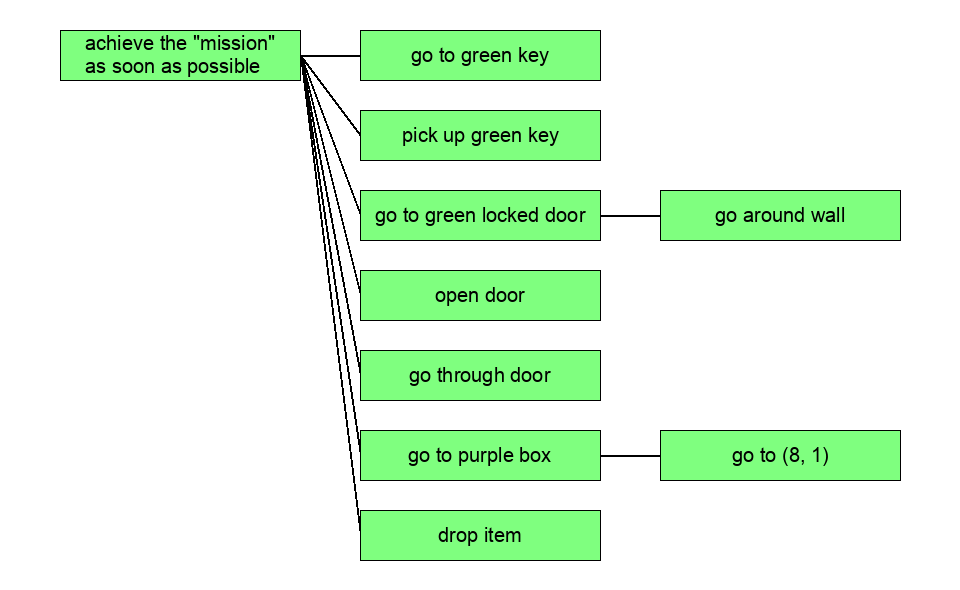 achieve the "mission"
as soon as possible
go to green key
pick up green key
go to green locked door
go around wall
open door
go through door
go to purple box
go to (8, 1)
drop item